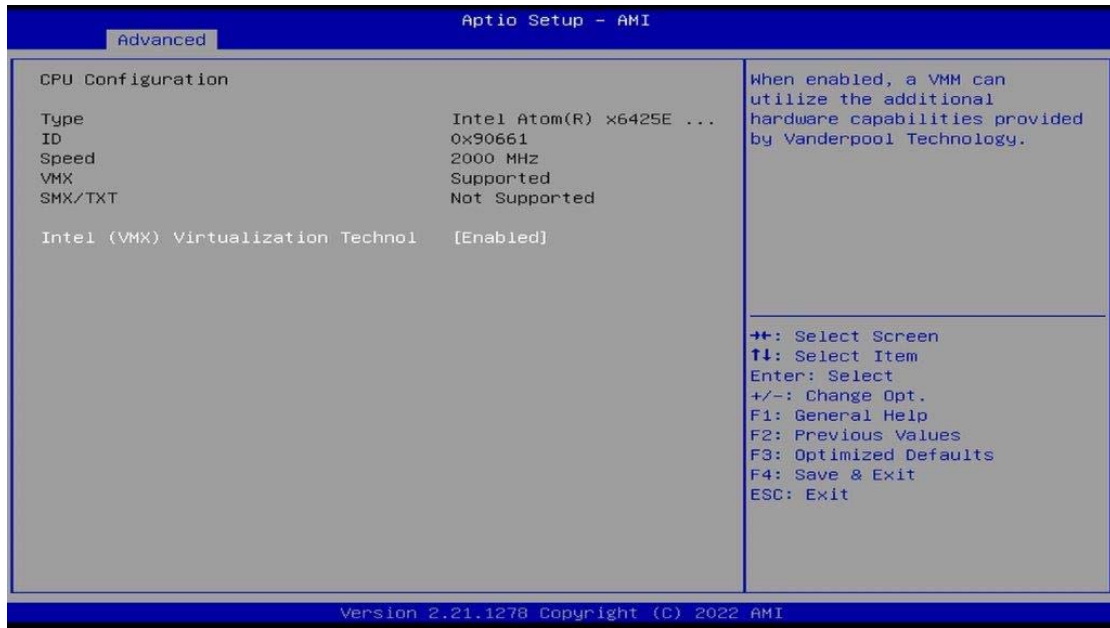 Aptio Setup - AMI
Advanced
CPU Configuration
Type Intel Atom(R) x6425E ...
ID 0x90661
Speed 2000 MHz
VMX Supported
SMX/TXT Not Supported
Intel (VMX) Virtualization Technol [Enabled]
When enabled, a VMM can
utilize the additional
hardware capabilities provided
by Vanderpool Technology.
→←: Select Screen
↑↓: Select Item
Enter: Select
+/-: Change Opt.
F1: General Help
F2: Previous Values
F3: Optimized Defaults
F4: Save & Exit
ESC: Exit
Version 2.21.1278 Copyright (C) 2022 AMI